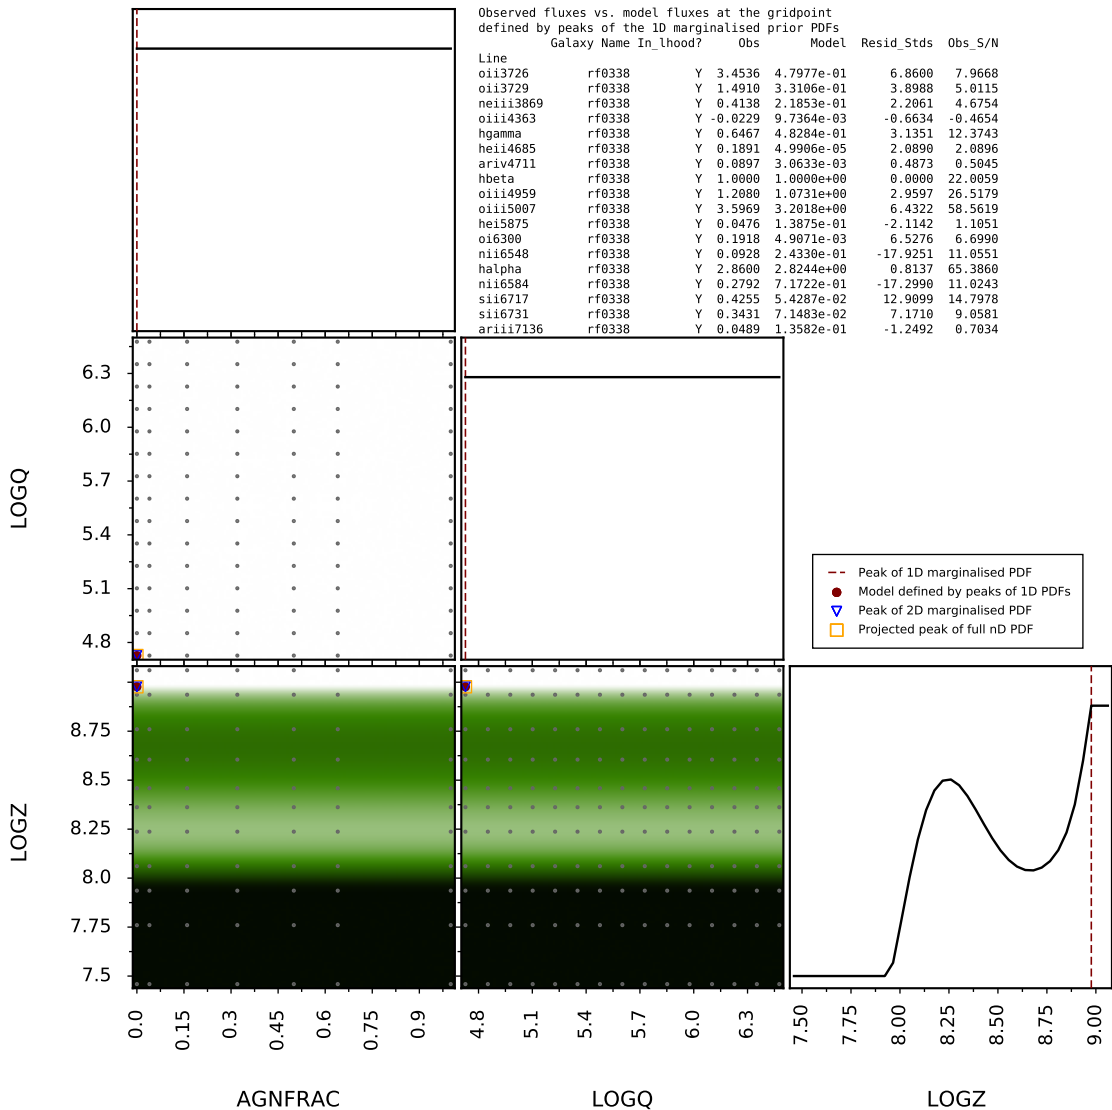 Observed fluxes vs. model fluxes at the gridpoint
defined by peaks of the 1D marginalised prior PDFs
Galaxy Name In_lhood? Obs Model Resid_Stds Obs_S/N
Line
oii3726 rf0338 Y 3.4536 4.7977e-01 6.8600 7.9668
oii3729 rf0338 Y 1.4910 3.3106e-01 3.8988 5.0115
neiii3869 rf0338 Y 0.4138 2.1853e-01 2.2061 4.6754
oiii4363 rf0338 Y -0.0229 9.7364e-03 -0.6634 -0.4654
hgamma rf0338 Y 0.6467 4.8284e-01 3.1351 12.3743
heii4685 rf0338 Y 0.1891 4.9906e-05 2.0890 2.0896
ariv4711 rf0338 Y 0.0897 3.0633e-03 0.4873 0.5045
hbeta rf0338 Y 1.0000 1.0000e+00 0.0000 22.0059
oiii4959 rf0338 Y 1.2080 1.0731e+00 2.9597 26.5179
oiii5007 rf0338 Y 3.5969 3.2018e+00 6.4322 58.5619
hei5875 rf0338 Y 0.0476 1.3875e-01 -2.1142 1.1051
oi6300 rf0338 Y 0.1918 4.9071e-03 6.5276 6.6990
nii6548 rf0338 Y 0.0928 2.4330e-01 -17.9251 11.0551
halpha rf0338 Y 2.8600 2.8244e+00 0.8137 65.3860
nii6584 rf0338 Y 0.2792 7.1722e-01 -17.2990 11.0243
sii6717 rf0338 Y 0.4255 5.4287e-02 12.9099 14.7978
sii6731 rf0338 Y 0.3431 7.1483e-02 7.1710 9.0581
ariii7136 rf0338 Y 0.0489 1.3582e-01 -1.2492 0.7034
6.3
6.0
5.7
5.4
5.1
4.8
LOGQ
Peak of 1D marginalised PDF
Model defined by peaks of 1D PDFs
Peak of 2D marginalised PDF
Projected peak of full nD PDF
8.75
8.5
8.25
8.0
7.75
7.5
LOGZ
0.0 0.15 0.3 0.45 0.6 0.75 0.9
4.8 5.1 5.4 5.7 6.0 6.3
7.50 7.75 8.00 8.25 8.50 8.75 9.00
AGNFRAC LOGQ LOGZ